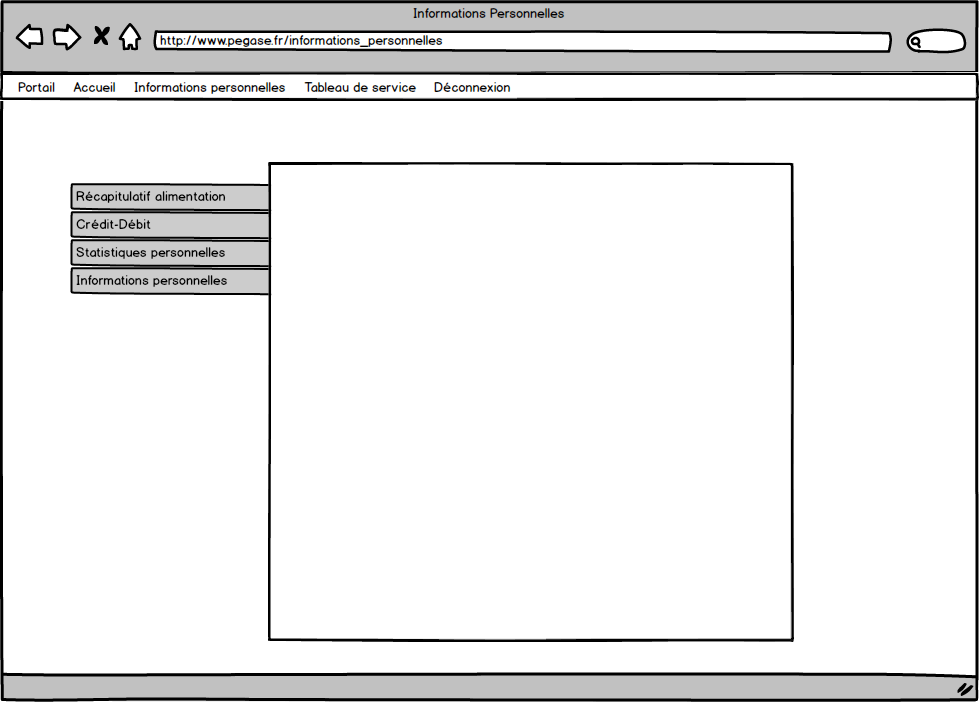 Informations Personnelles
http://www.pegase.fr/informations_personnelles
Portail Accueil Informations personnelles Tableau de service Déconnexion
Récapitulatif alimentation
Crédit-Débit
Statistiques personnelles
Informations personnelles